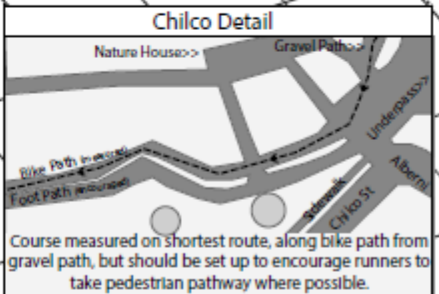 Chilco Detail
Nature House>>
Gravel Path>>
Underpass>>
Bike Path (measured)
Foot Path (encouraged)
Alberni
Sidewalk
Chilco St
Course measured on shortest route, along bike path from
gravel path, but should be set up to encourage runners to
take pedestrian pathway where possible.